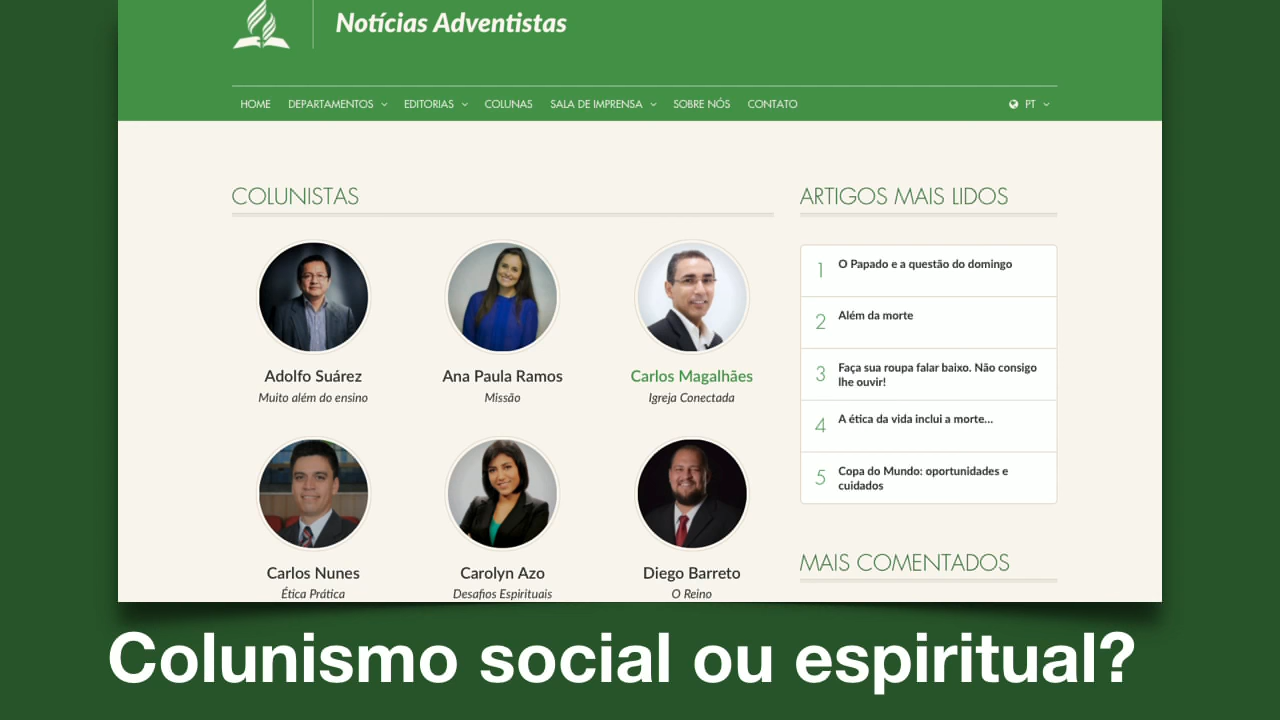 Notícias Adventistas
HOME DEPARTAMENTOS EDITORIAS COLUNAS SALA DE IMPRENSA SOBRE NÓS CONTATO PT
COLUNISTAS
Adolfo Suárez
Muito além do ensino
Ana Paula Ramos
Missão
Carlos Magalhães
Igreja Conectada
Carlos Nunes
Ética Prática
Carolyn Azo
Desafios Espirituais
Diego Barreto
O Reino
ARTIGOS MAIS LIDOS
1 O Papado e a questão do domingo
2 Além da morte
3 Faça sua roupa falar baixo. Não consigo
lhe ouvir!
4 A ética da vida inclui a morte...
5 Copa do Mundo: oportunidades e
cuidados
MAIS COMENTADOS
Colunismo social ou espiritual?